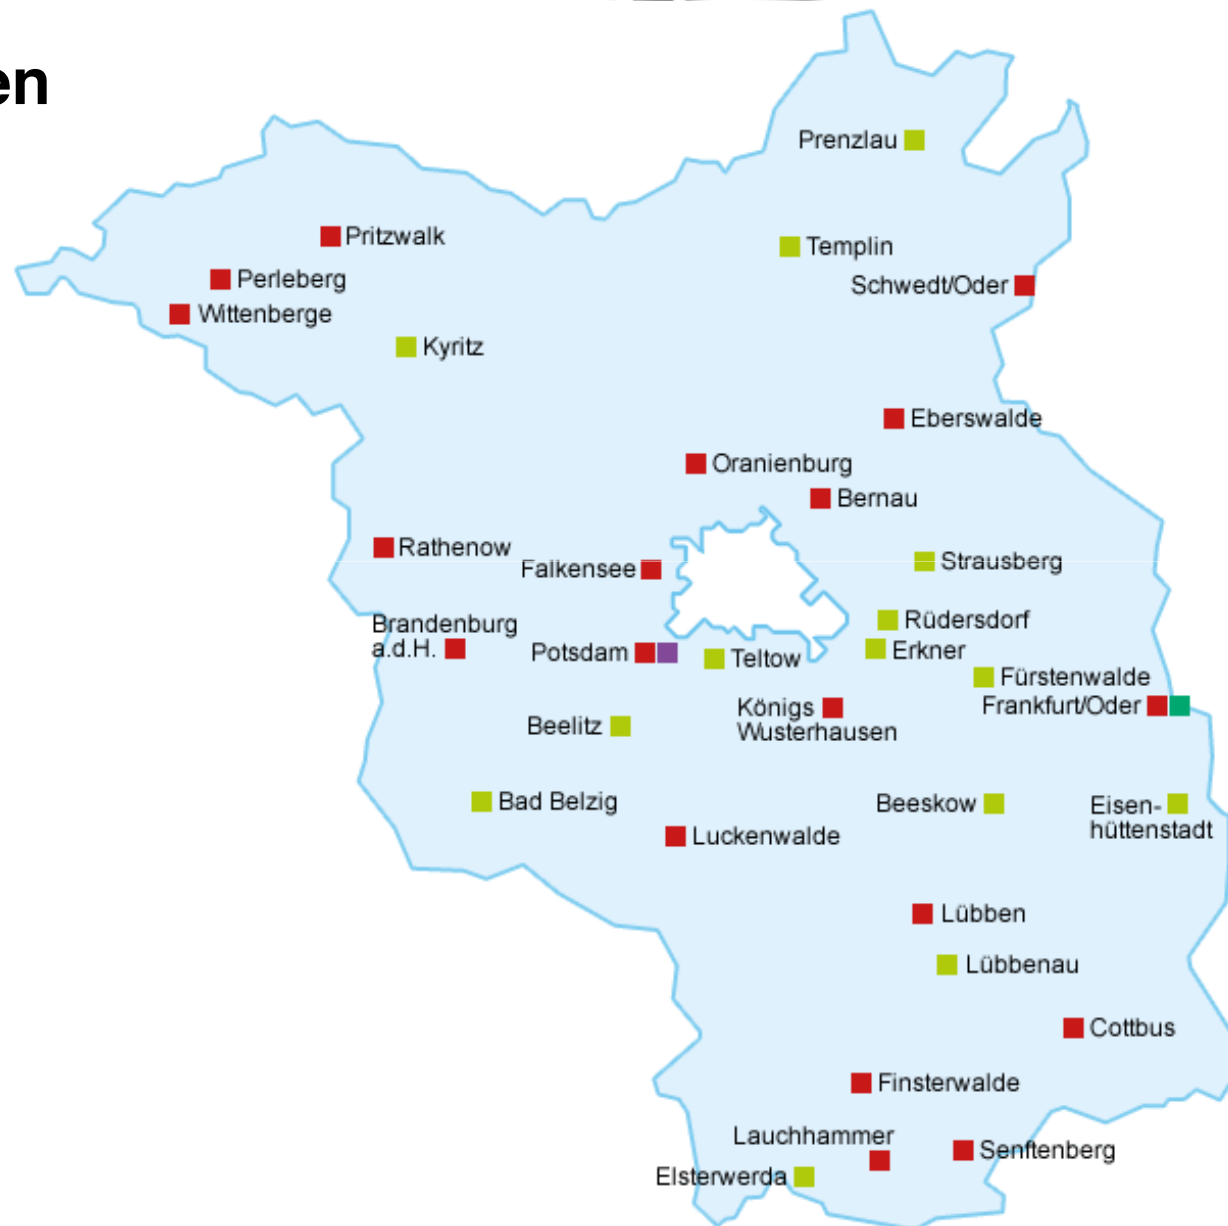 en
Prenzlau
Pritzwalk
Templin
Perleberg
Schwedt/Oder
Wittenberge
Kyritz
Eberswalde
Oranienburg
Bernau
Rathenow
Strausberg
Falkensee
Rüdersdorf
Brandenburg
a.d.H.
Potsdam
Teltow
Erkner
Fürstenwalde
Frankfurt/Oder
Königs
Wusterhausen
Beelitz
Bad Belzig
Beeskow
Eisen-
hüttenstadt
Luckenwalde
Lübben
Lübbenau
Cottbus
Finsterwalde
Lauchhammer
Senftenberg
Elsterwerda